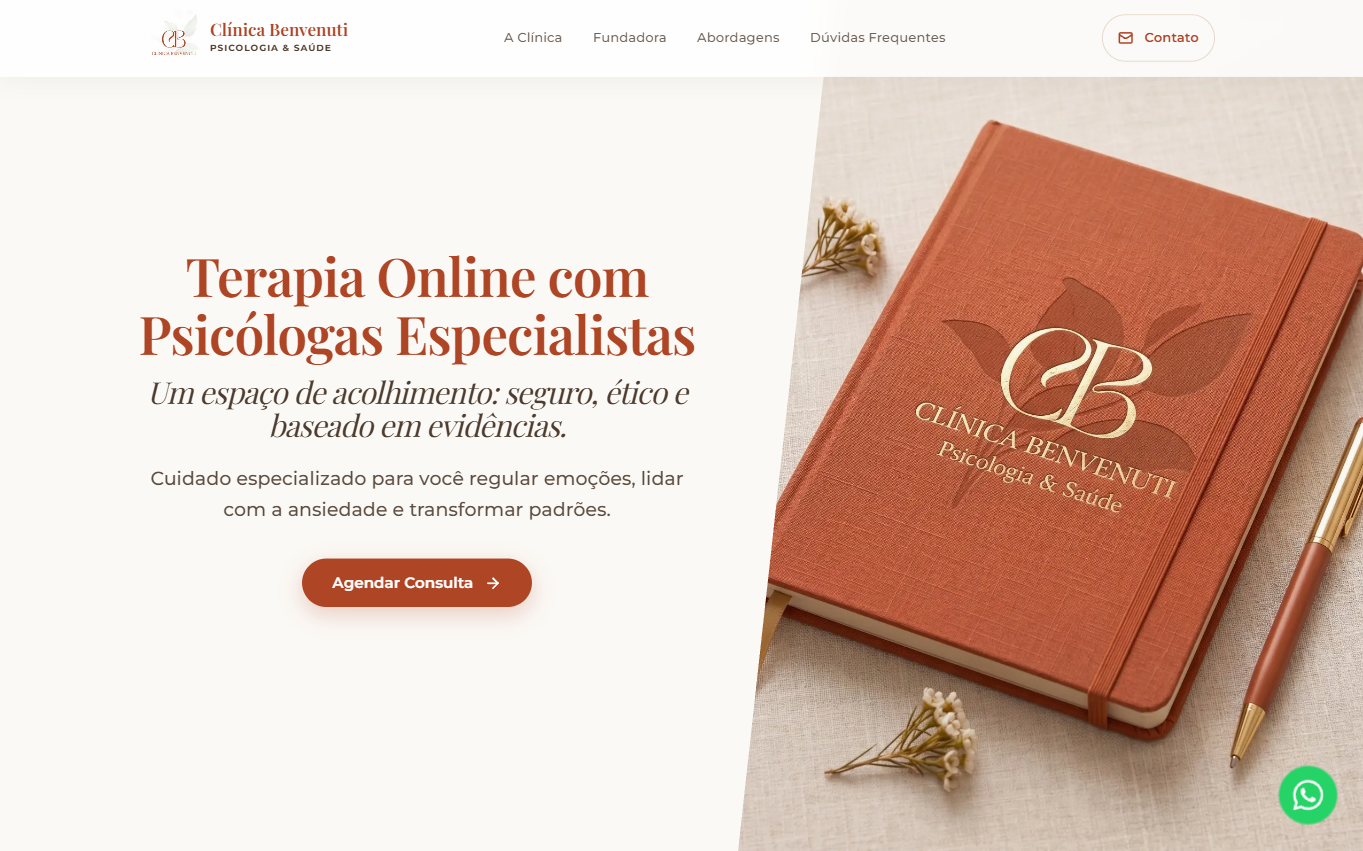 Clínica Benvenuti
PSICOLOGIA & SAÚDE
A Clínica
Fundadora
Abordagens
Dúvidas Frequentes
Contato
Terapia Online com
Psicólogas Especialistas
Um espaço de acolhimento: seguro, ético e
baseado em evidências.
Cuidado especializado para você regular emoções, lidar
com a ansiedade e transformar padrões.
Agendar Consulta
CB
CLÍNICA BENVENUTI
Psicologia & Saúde